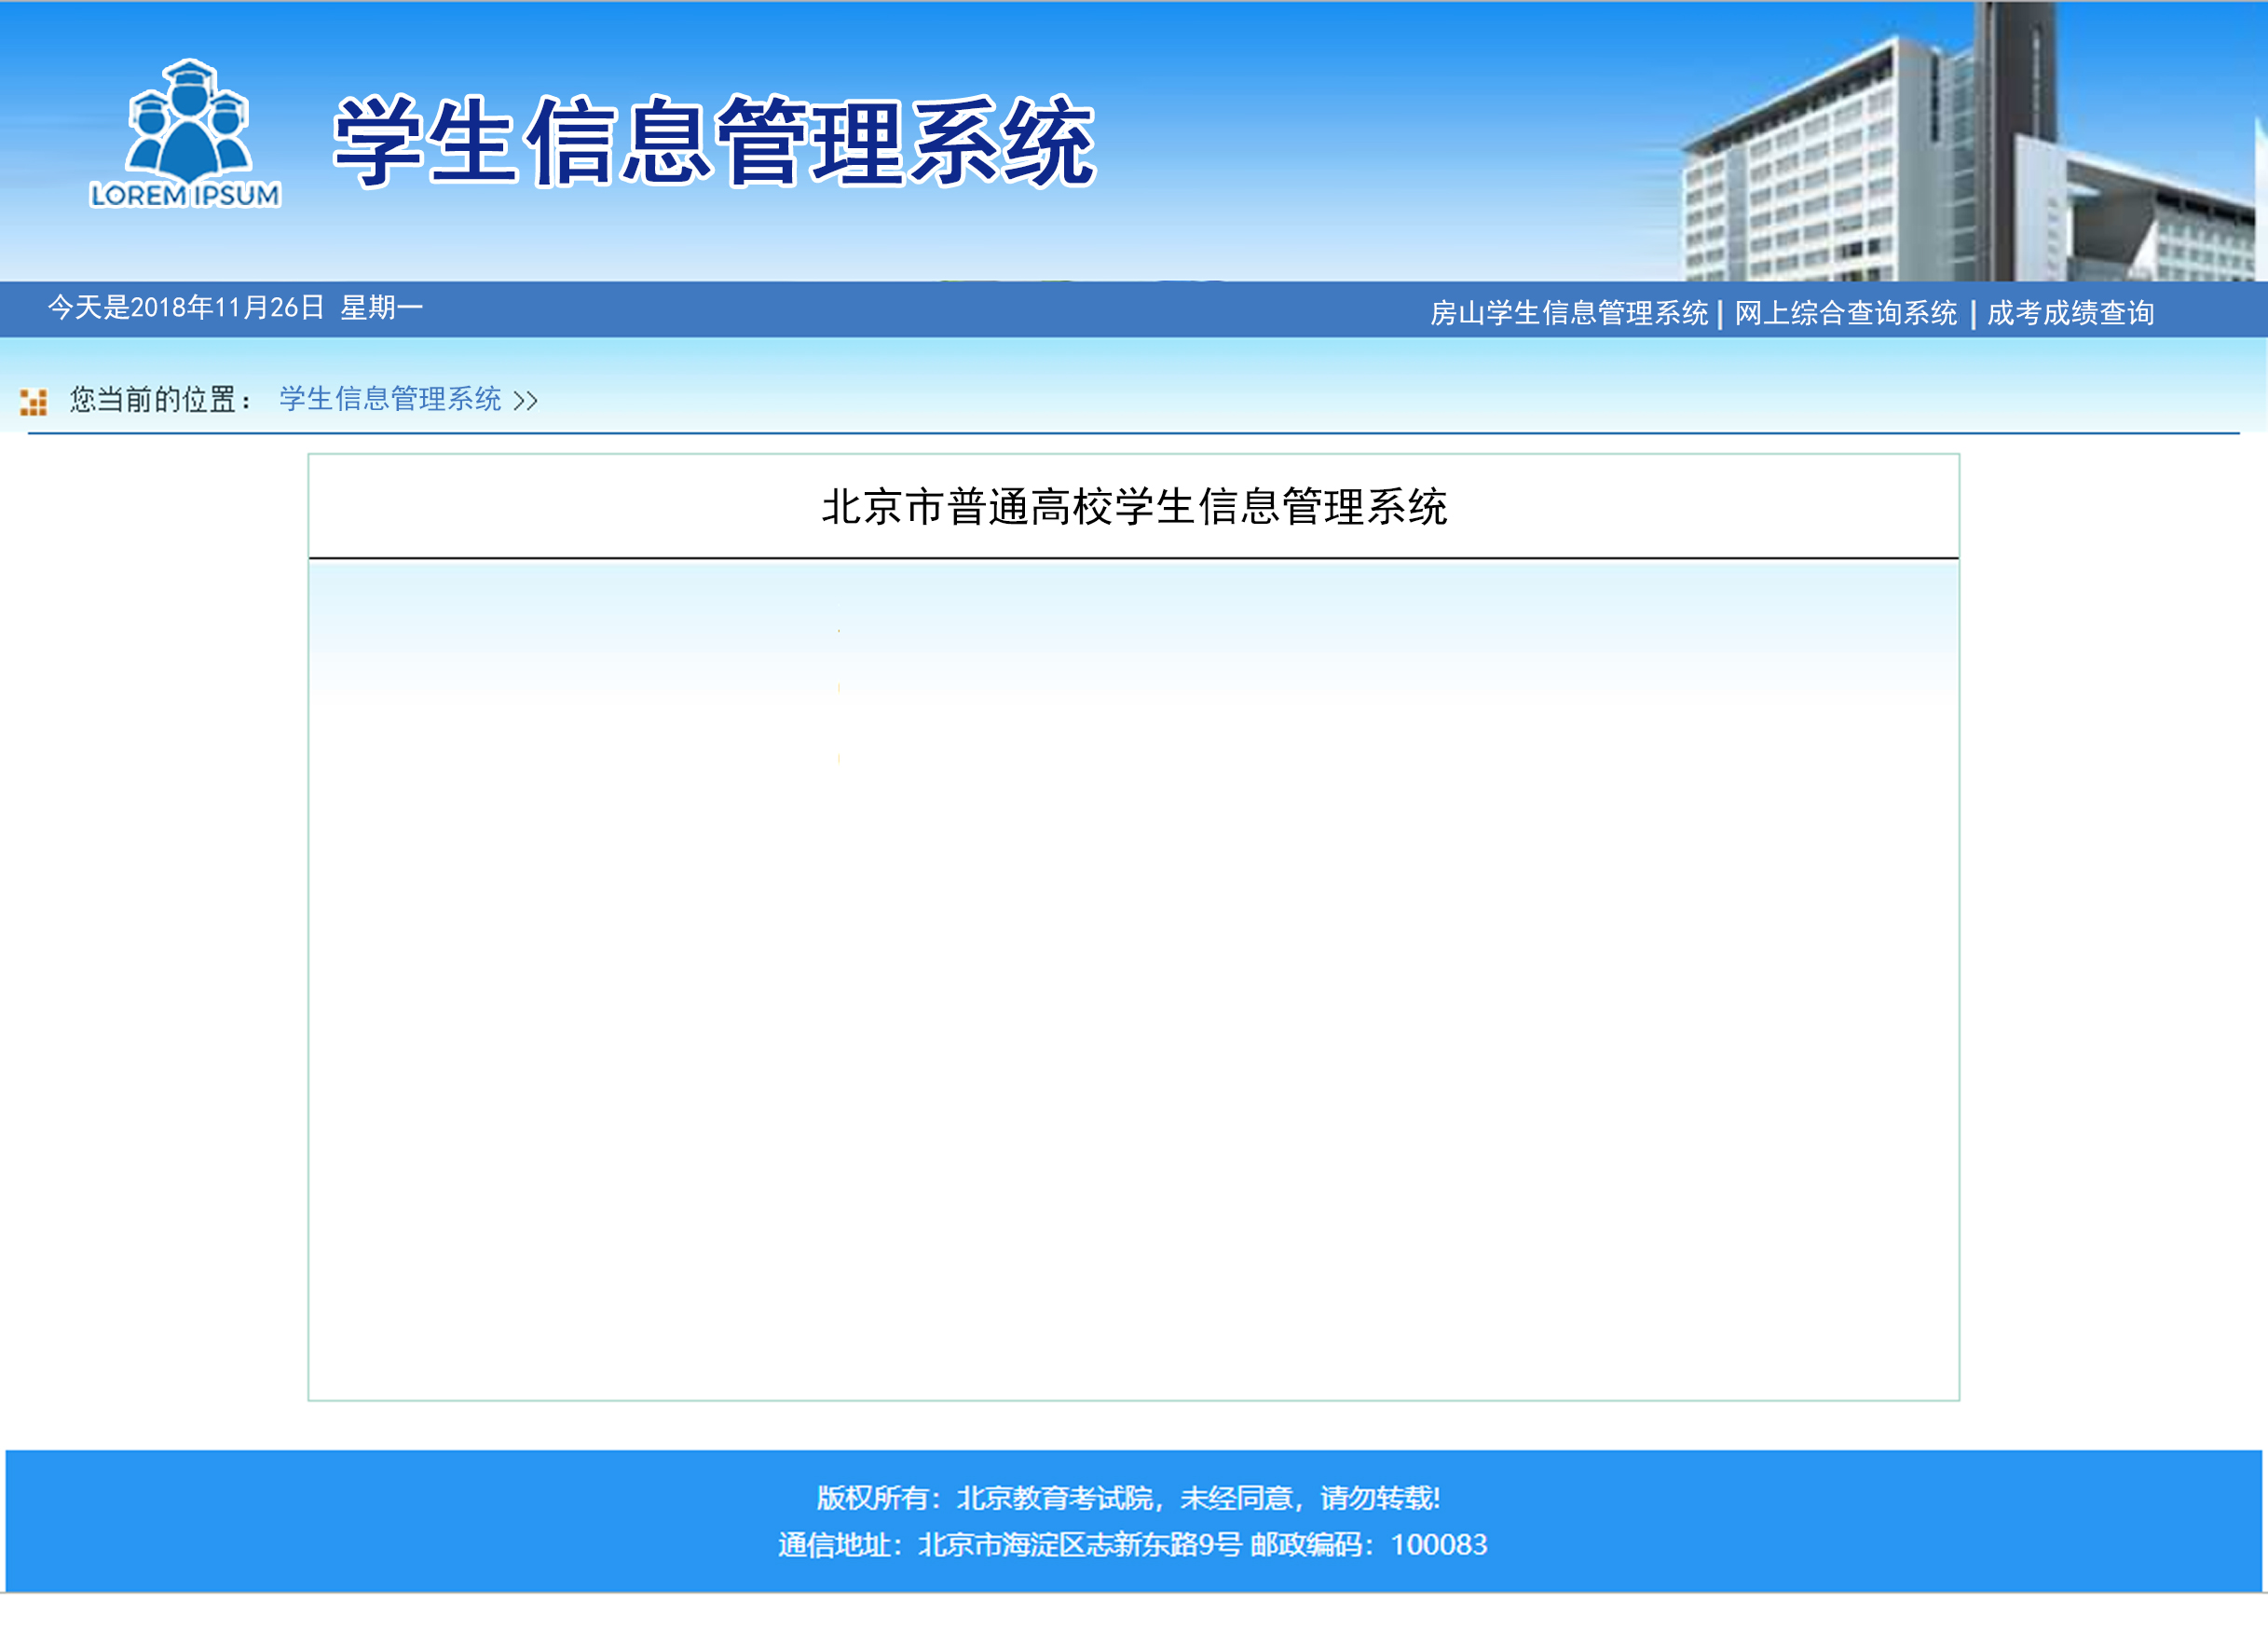 学生信息管理系统
LOREM IPSUM
今天是2018年11月26日 星期一
房山学生信息管理系统 | 网上综合查询系统 | 成考成绩查询
您当前的位置： 学生信息管理系统 >>
北京市普通高校学生信息管理系统
版权所有：北京教育考试院，未经同意，请勿转载!
通信地址：北京市海淀区志新东路9号 邮政编码：100083